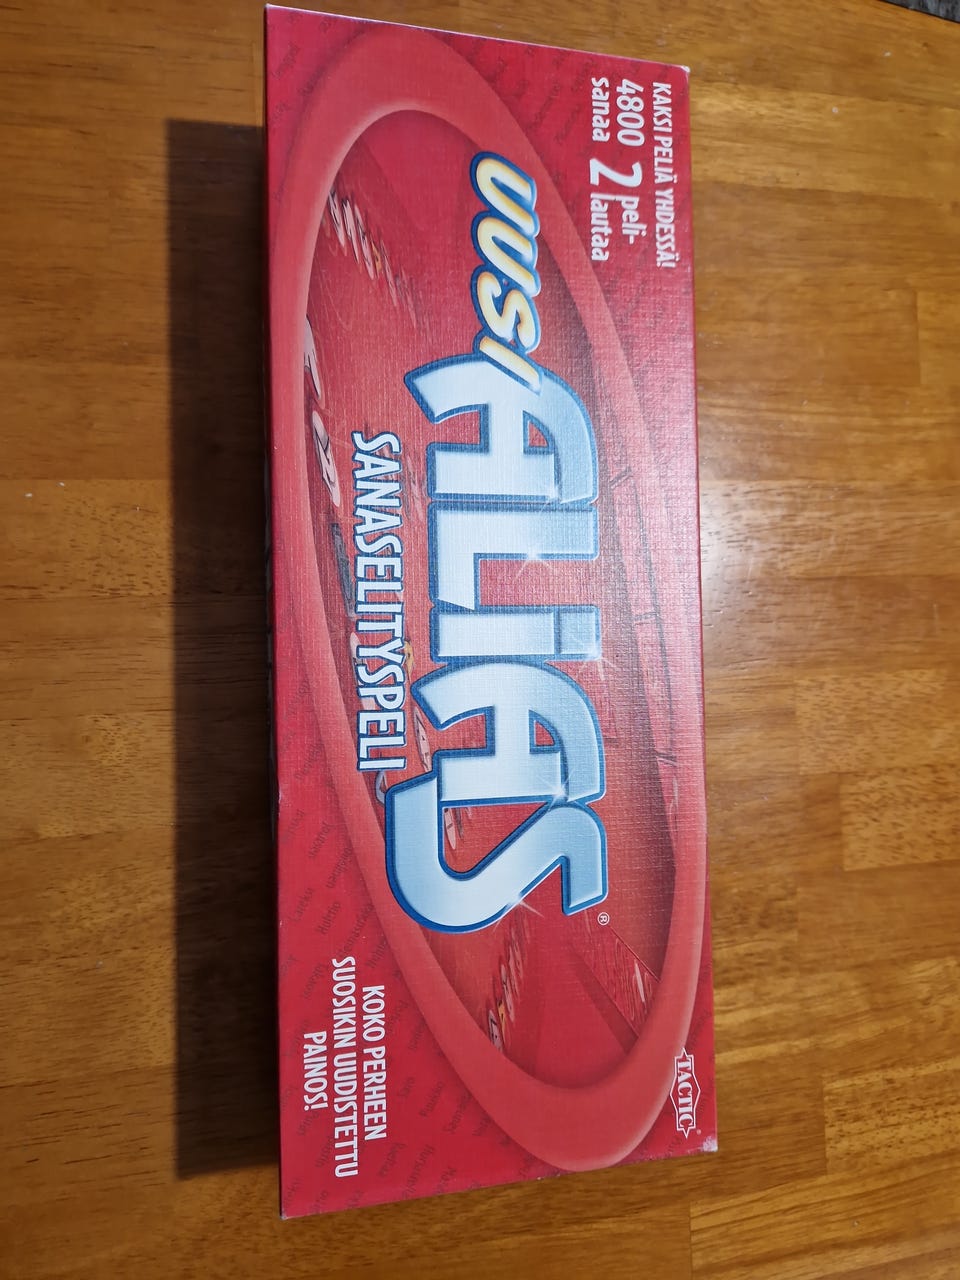 KAKSI PELIÄ YHDESSÄ!
4800 2 peli-
sanaa lautaa
UUSI
ALIAS®
SANASELITYSPELI
TACTIC®
KOKO PERHEEN
SUOSIKIN UUDISTETTU
PAINOS!